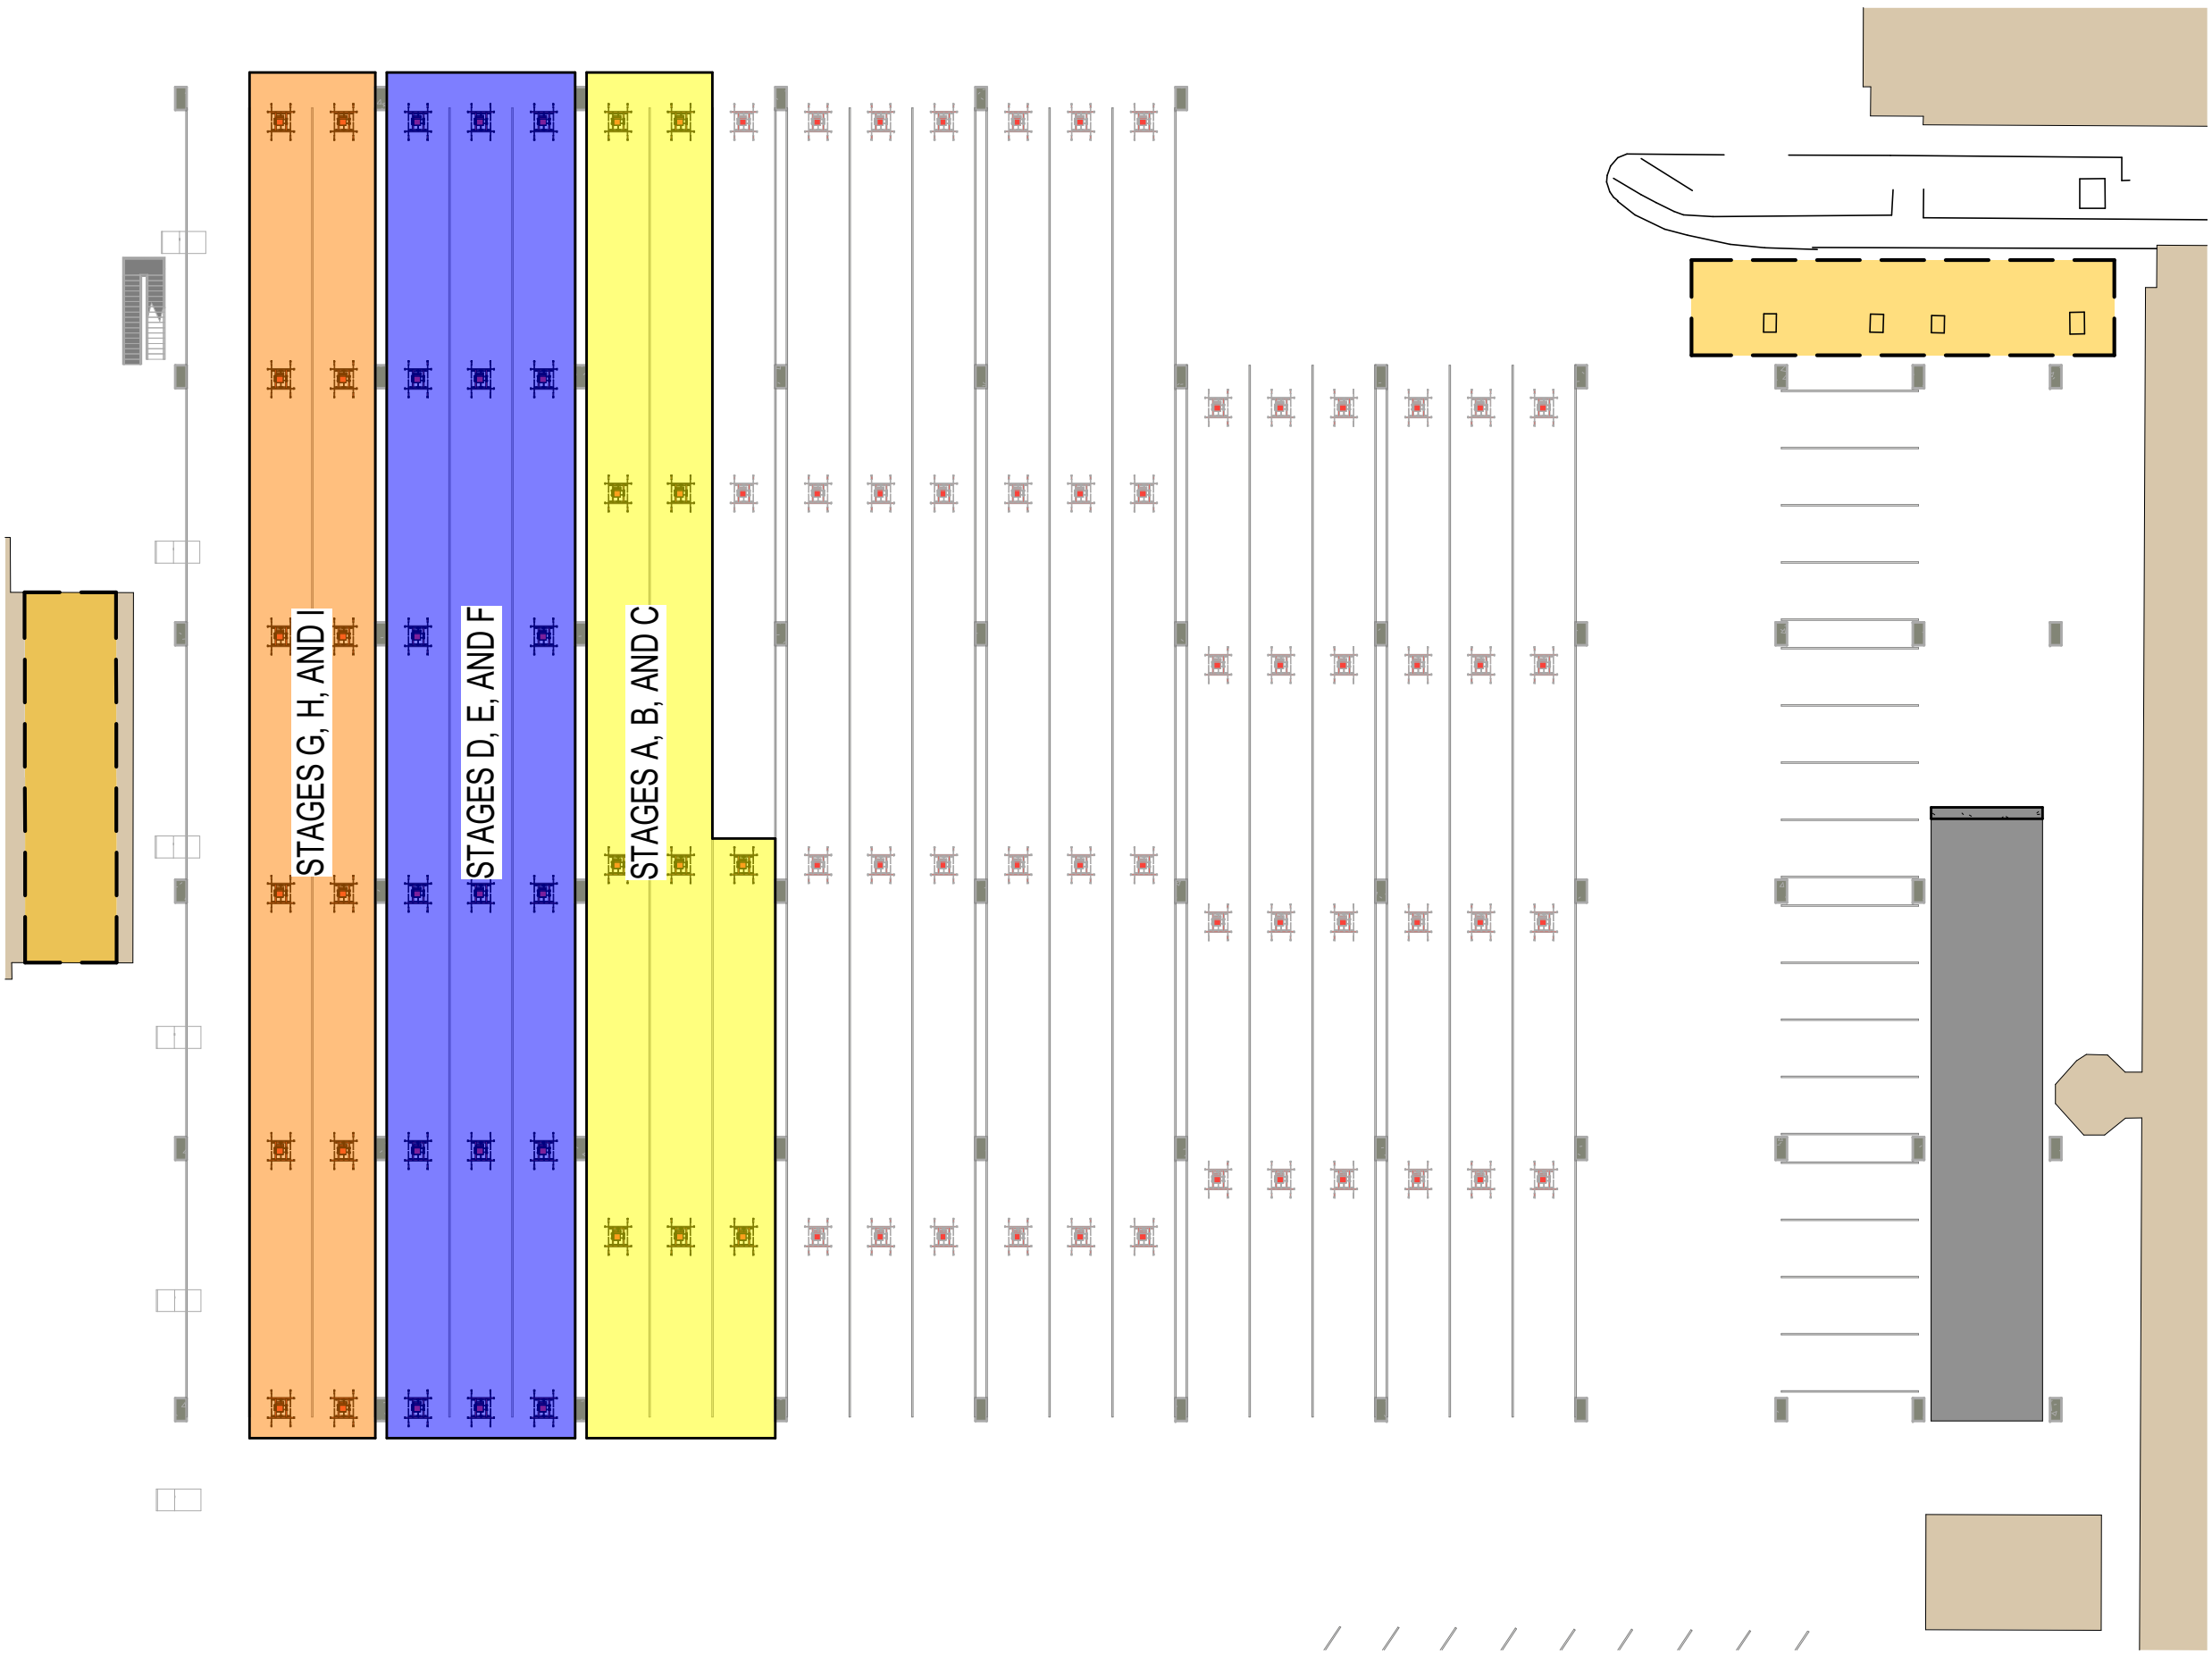 STAGES G, H, AND I
STAGES D, E, AND F
STAGES A, B, AND C